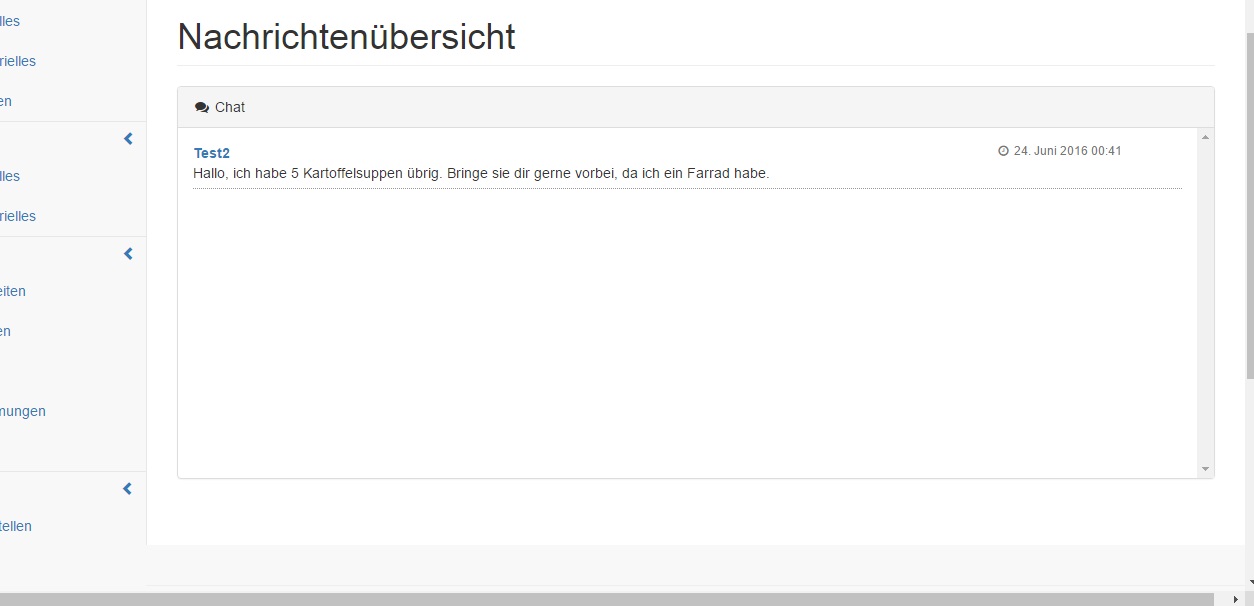 lles
rielles
en
lles
rielles
eiten
en
mungen
tellen
Nachrichtenübersicht
Chat
Test2
24. Juni 2016 00:41
Hallo, ich habe 5 Kartoffelsuppen übrig. Bringe sie dir gerne vorbei, da ich ein Farrad habe.